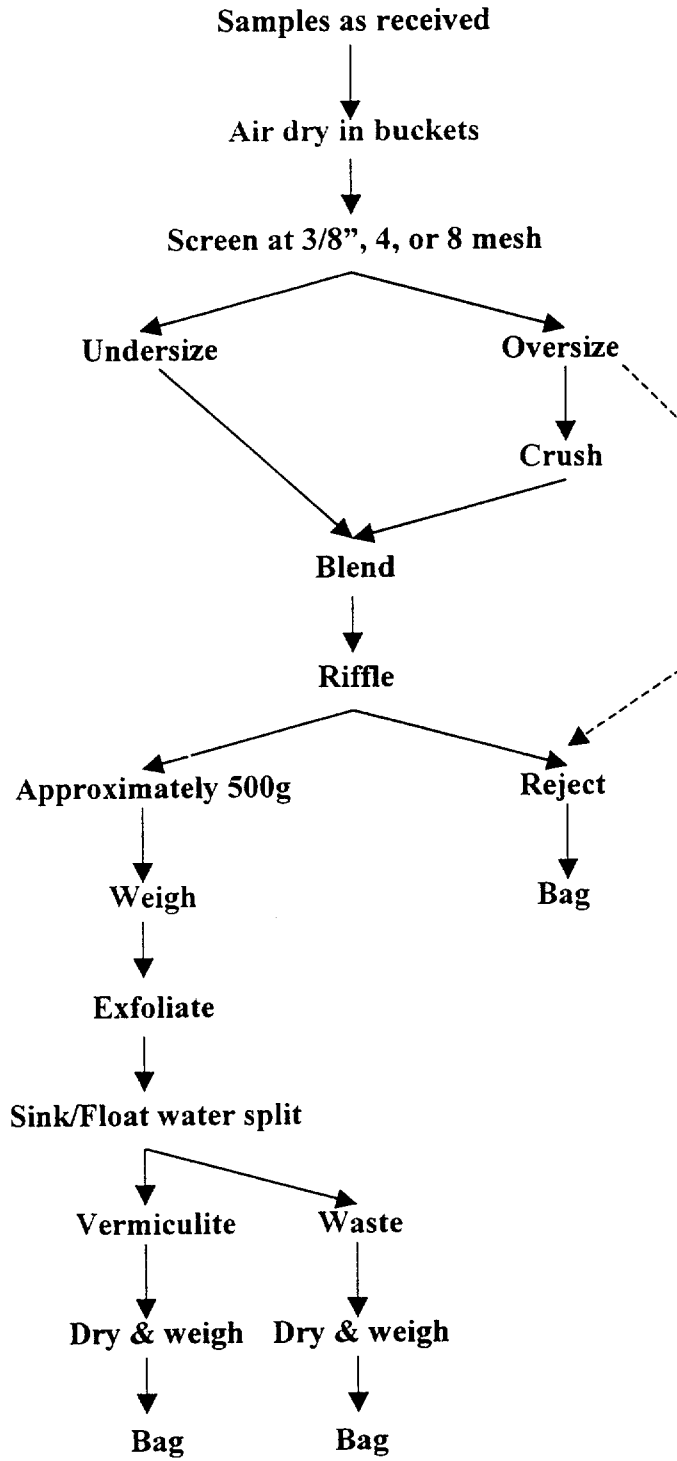 Samples as received
Air dry in buckets
Screen at 3/8”, 4, or 8 mesh
Undersize
Oversize
Crush
Blend
Riffle
Approximately 500g
Reject
Weigh
Bag
Exfoliate
Sink/Float water split
Vermiculite
Waste
Dry & weigh
Dry & weigh
Bag
Bag